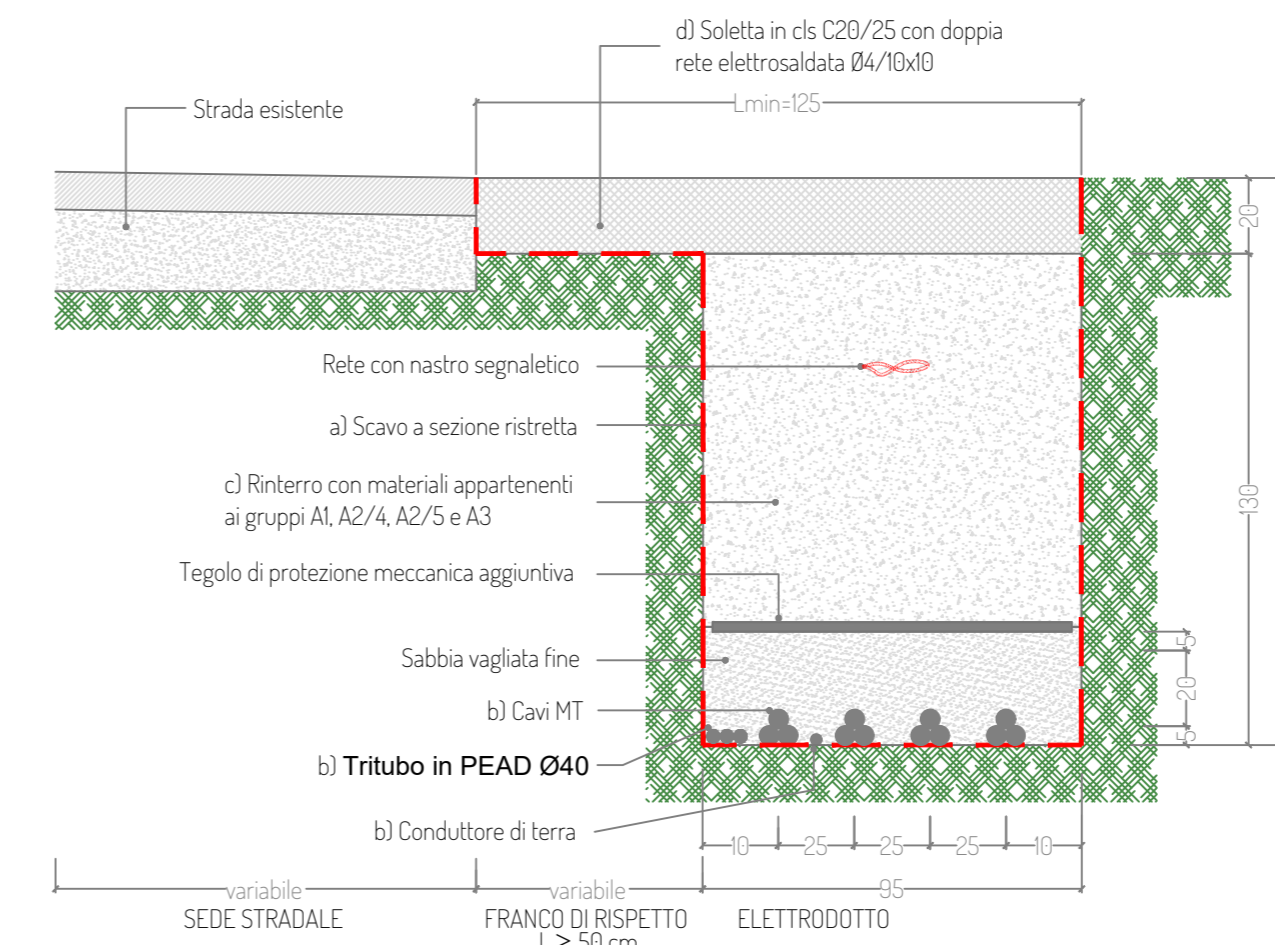 d) Soletta in cls C20/25 con doppia
rete elettrosaldata Ø4/10x10
Strada esistente
Lmin=125
20
Rete con nastro segnaletico
a) Scavo a sezione ristretta
c) Rinterro con materiali appartenenti
ai gruppi A1, A2/4, A2/5 e A3
130
Tegolo di protezione meccanica aggiuntiva
5
Sabbia vagliata fine
20
b) Cavi MT
5
b) Tritubo in PEAD Ø40
b) Conduttore di terra
10 25 25 25 10
variabile variabile 95
SEDE STRADALE FRANCO DI RISPETTO ELETTRODOTTO
L ≥ 50 cm